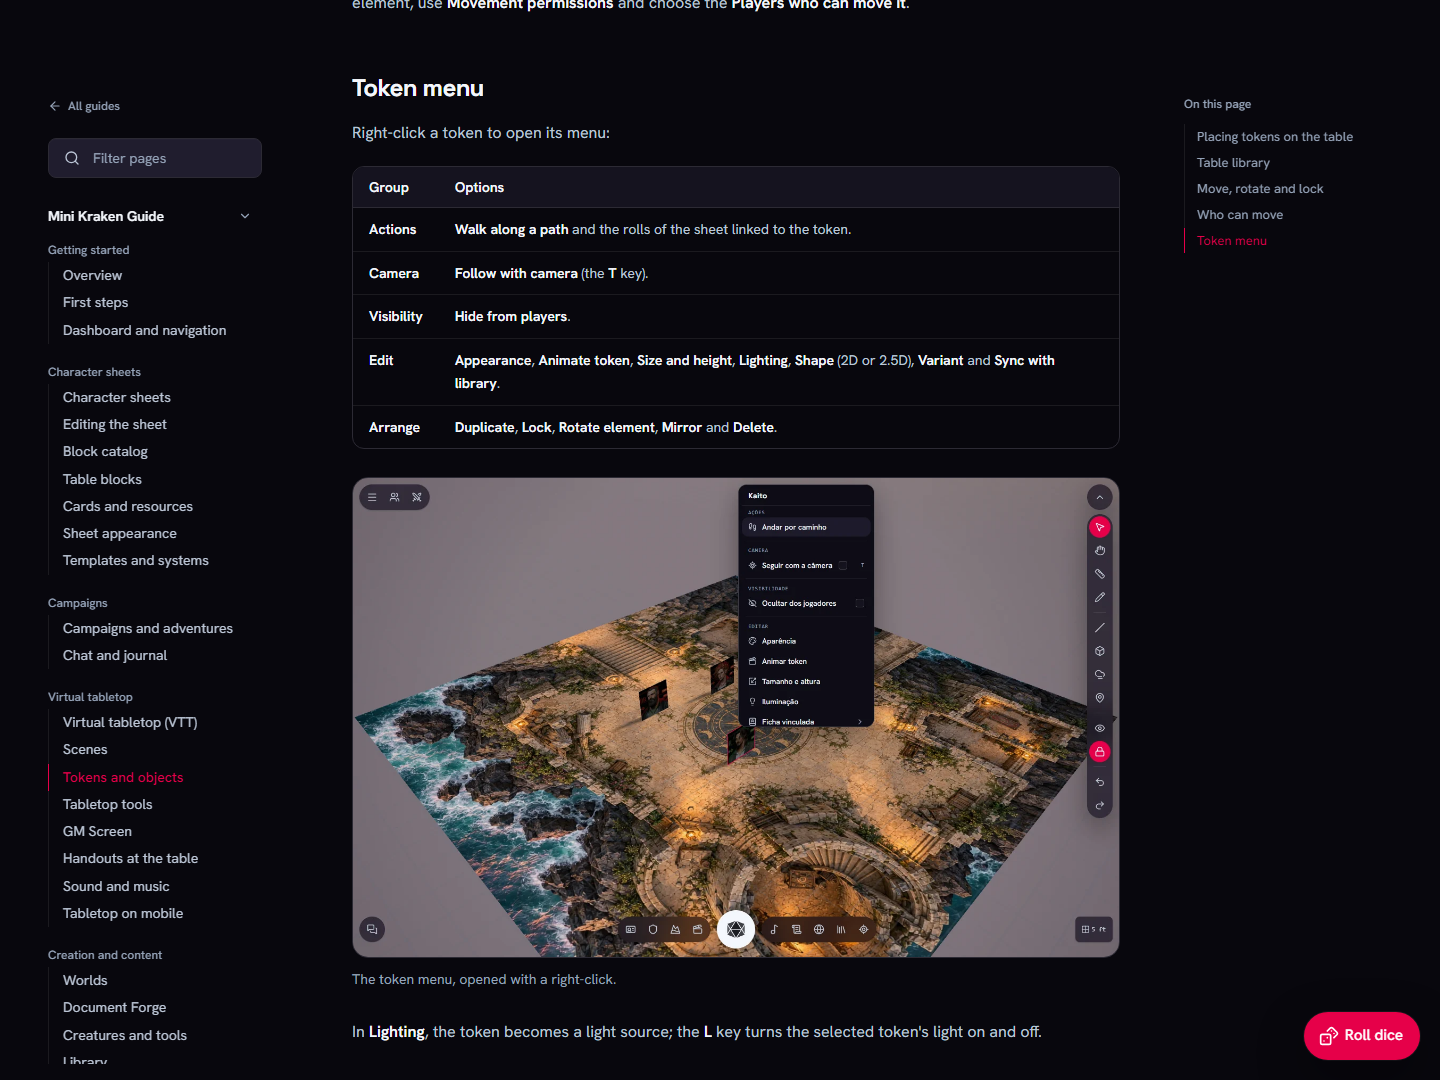 element, use Movement permissions and choose the Players who can move it.
All guides
Filter pages
Mini Kraken Guide
Getting started
Overview
First steps
Dashboard and navigation
Character sheets
Character sheets
Editing the sheet
Block catalog
Table blocks
Cards and resources
Sheet appearance
Templates and systems
Campaigns
Campaigns and adventures
Chat and journal
Virtual tabletop
Virtual tabletop (VTT)
Scenes
Tokens and objects
Tabletop tools
GM Screen
Handouts at the table
Sound and music
Tabletop on mobile
Creation and content
Worlds
Document Forge
Creatures and tools
Library
Token menu
Right-click a token to open its menu:
Group Options
Actions Walk along a path and the rolls of the sheet linked to the token.
Camera Follow with camera (the T key).
Visibility Hide from players.
Edit Appearance, Animate token, Size and height, Lighting, Shape (2D or 2.5D), Variant and Sync with
library.
Arrange Duplicate, Lock, Rotate element, Mirror and Delete.
Kaito
AÇÕES
Andar por caminho
CÂMERA
Seguir com a câmera T
VISIBILIDADE
Ocultar dos jogadores
EDITAR
Aparência
Animar token
Tamanho e altura
Iluminação
Ficha vinculada
5 ft
The token menu, opened with a right-click.
In Lighting, the token becomes a light source; the L key turns the selected token's light on and off.
On this page
Placing tokens on the table
Table library
Move, rotate and lock
Who can move
Token menu
Roll dice